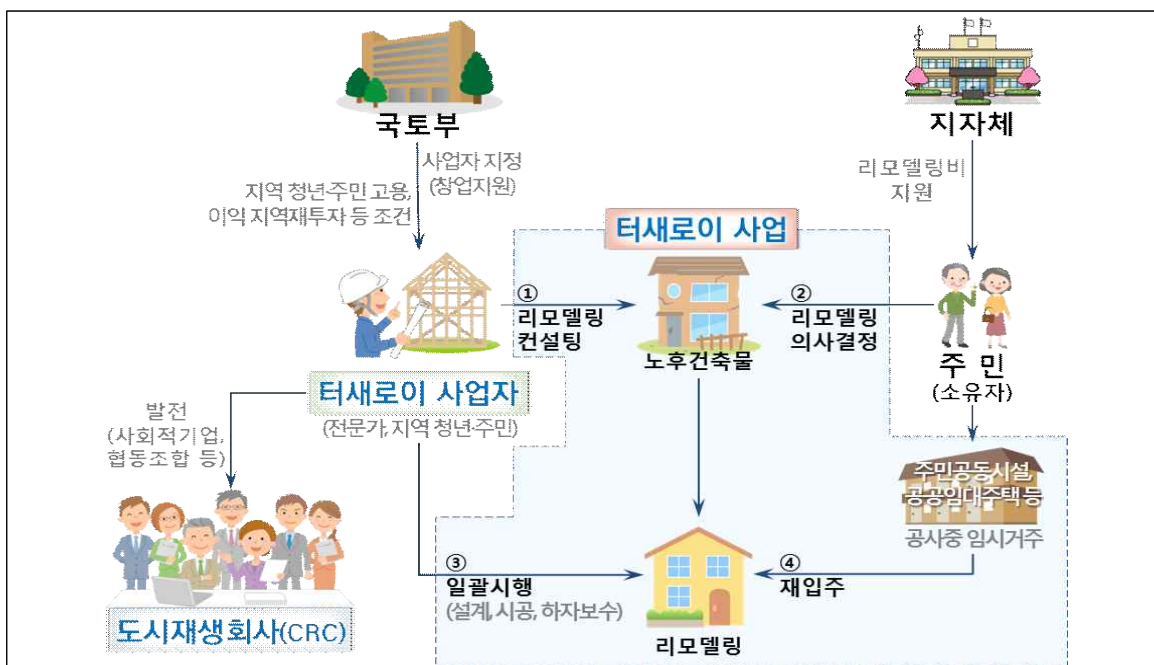 국토부
지자체
사업자 지정
(창업지원)
지역 청년·주민 고용,
이익 지역재투자 등 조건
리모델링비
지원
터새로이 사업
①
리모델링
컨설팅
②
리모델링
의사결정
노후건축물
주 민
(소유자)
터새로이 사업자
(전문가, 지역 청년·주민)
발전
(사회적기업,
협동조합 등)
주민공동시설,
공공임대주택 등
공사중 임시거주
③
일괄시행
(설계, 시공, 하자보수)
④
재입주
리모델링
도시재생회사(CRC)